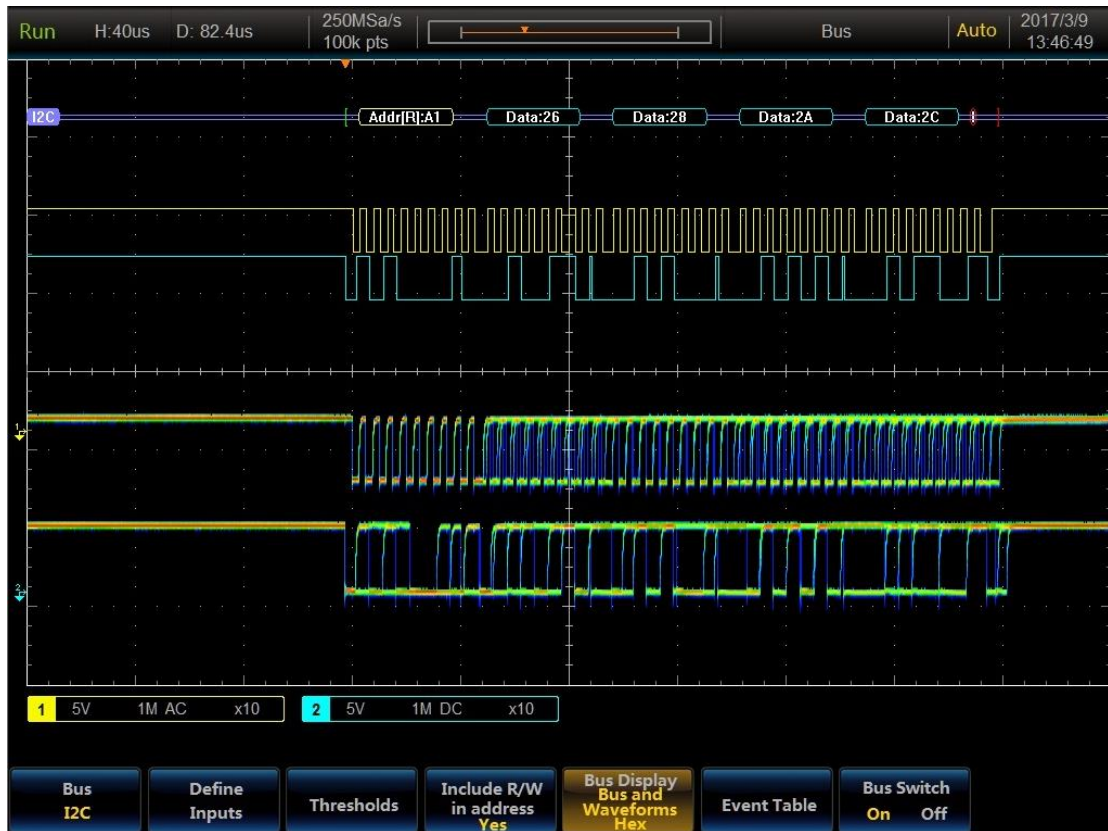 Run H:40us D: 82.4us 250MSa/s 100k pts Bus Auto 2017/3/9 13:46:49
I2C Addr[R]:A1 Data:26 Data:28 Data:2A Data:2C
1
2
1 5V 1M AC x10 2 5V 1M DC x10
Bus I2C
Define Inputs
Thresholds
Include R/W in address Yes
Bus Display Bus and Waveforms Hex
Event Table
Bus Switch On Off